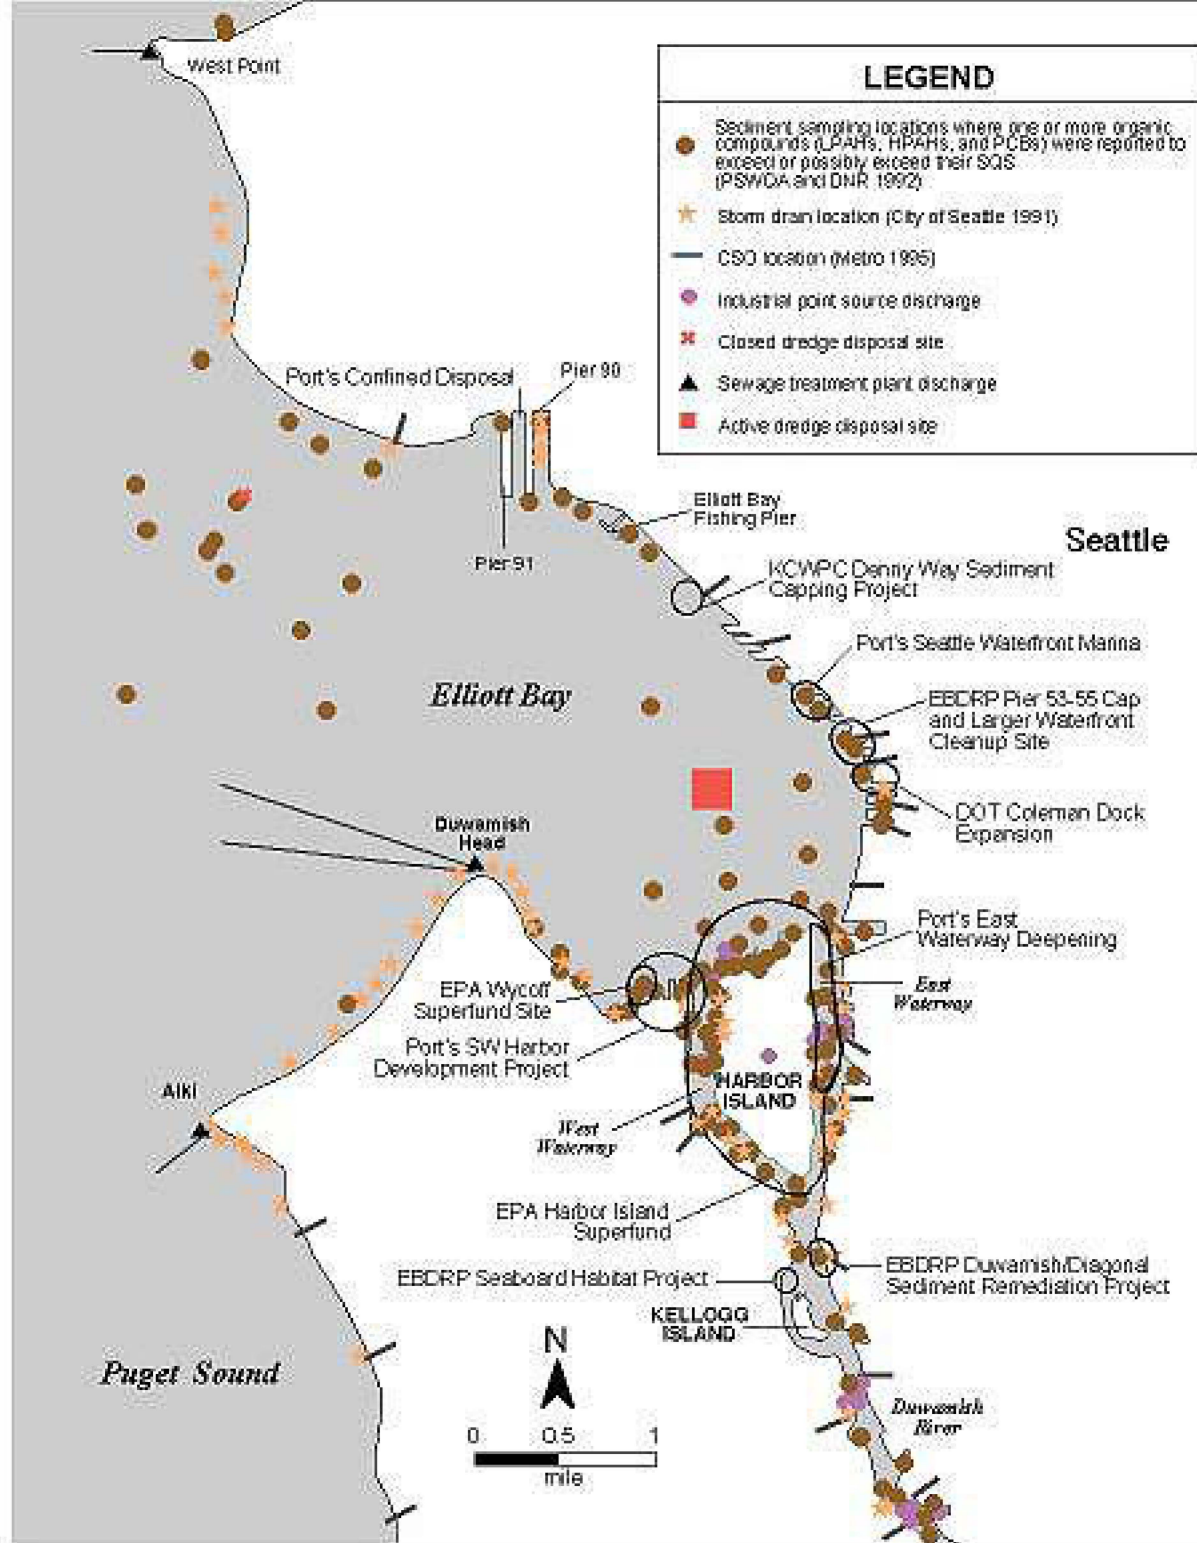 West Point
LEGEND
Sediment sampling locations where one or more organic
compounds (LPAHs, HPAHs, and PCBs) were reported to
exceed or possibly exceed their SQS
(PSWDA and DNR 1992)
Storm drain location (City of Seattle 1991)
CSO location (Metro 1995)
Industrial point source discharge
Closed dredge disposal site
Sewage treatment plant discharge
Active dredge disposal site
Port's Confined Disposal
Pier 90
Elliott Bay
Fishing Pier
Seattle
Pier 91
KCWPC Denny Way Sediment
Capping Project
Port's Seattle Waterfront Marina
Elliott Bay
EBDRP Pier 53-55 Cap
and Larger Waterfront
Cleanup Site
DOT Coleman Dock
Expansion
Duwamish
Head
Port's East
Waterway Deepening
East
Waterway
EPA Wycoff
Superfund Site
Port's SW Harbor
Development Project
HARBOR
ISLAND
Alki
West
Waterway
EPA Harbor Island
Superfund
EBDRP Duwamish/Diagonal
Sediment Remediation Project
EBDRP Seaboard Habitat Project
KELLOGG
ISLAND
N
Puget Sound
Duwamish
River
0 0.5 1
mile